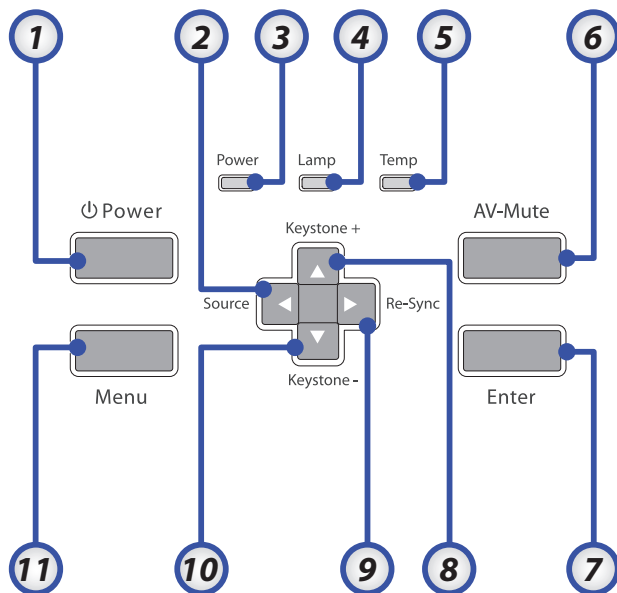 1 2 3 4 5 6
Power Lamp Temp
⏻ Power
AV-Mute
Keystone +
Source
Re-Sync
Keystone -
Menu
Enter
11 10 9 8 7